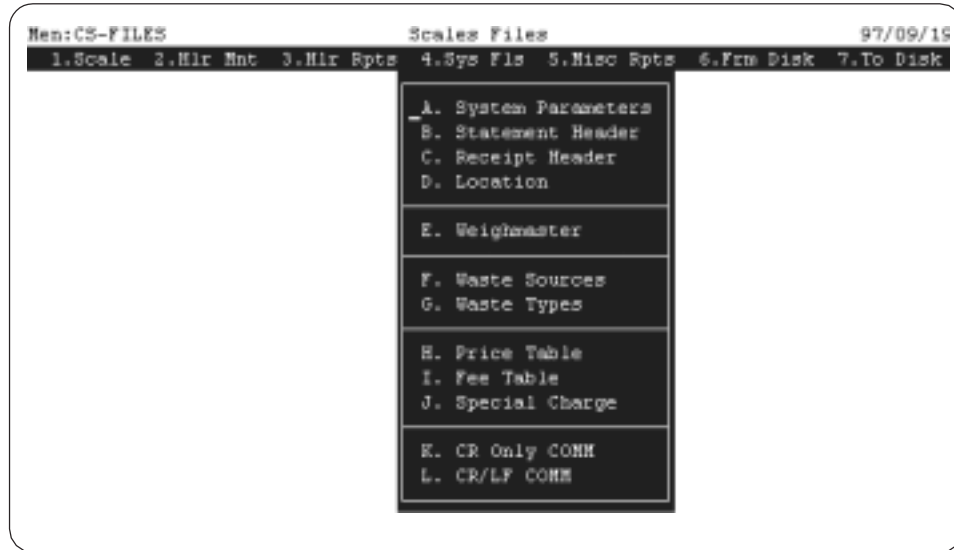 Men:CS-FILES Scales Files 97/09/19
1.Scale 2.Hlr Mnt 3.Hlr Rpts 4.Sys Fls 5.Misc Rpts 6.Frm Disk 7.To Disk
A. System Parameters
B. Statement Header
C. Receipt Header
D. Location
E. Weighmaster
F. Waste Sources
G. Waste Types
H. Price Table
I. Fee Table
J. Special Charge
K. CR Only COMM
L. CR/LF COMM